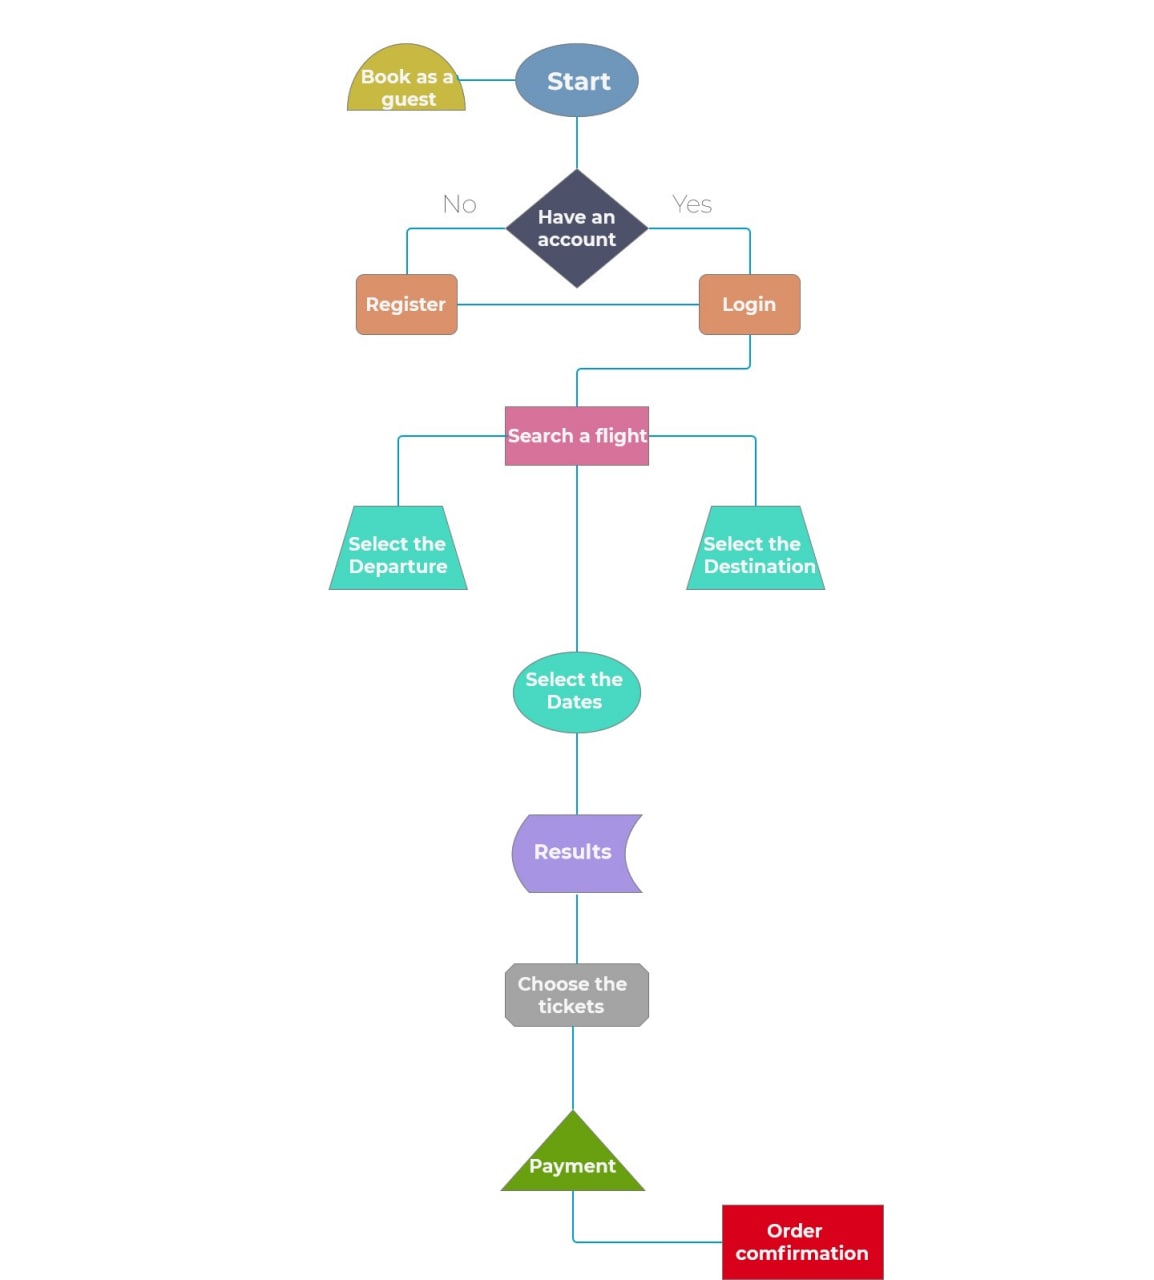 Book as a
guest
Start
Have an
account
No
Yes
Register
Login
Search a flight
Select the
Departure
Select the
Destination
Select the
Dates
Results
Choose the
tickets
Payment
Order
comfirmation